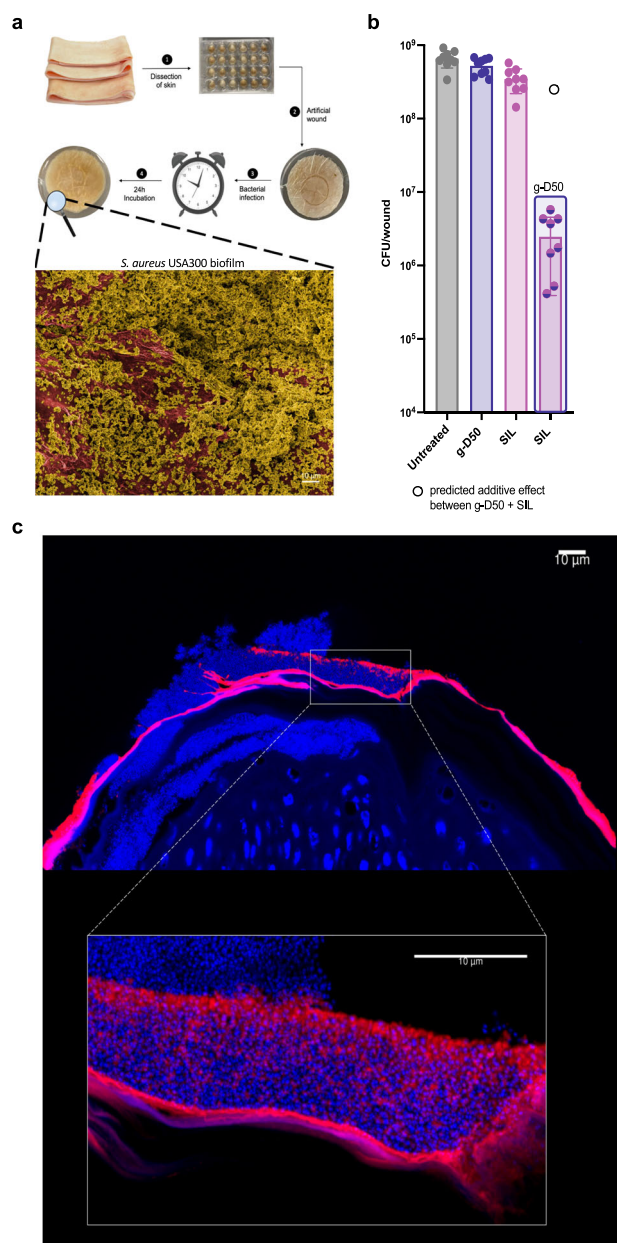 a
1
Dissection
of skin
2
Artificial
wound
3
Bacterial
infection
4
24h
Incubation
S. aureus USA300 biofilm
10 µm
b
CFU/wound
10⁹
10⁸
10⁷
10⁶
10⁵
10⁴
g-D50
Untreated
g-D50
SIL
SIL
predicted additive effect
between g-D50 + SIL
c
10 µm
10 µm